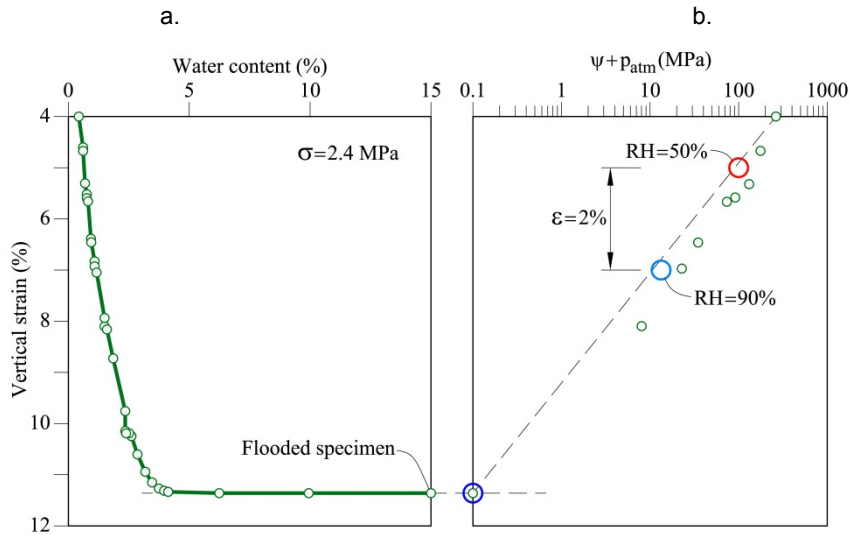 a.
b.
Water content (%)
ψ+patm(MPa)
0 5 10 15
0.1 1 10 100 1000
4
6
8
10
12
Vertical strain (%)
σ=2.4 MPa
Flooded specimen
RH=50%
ε=2%
RH=90%